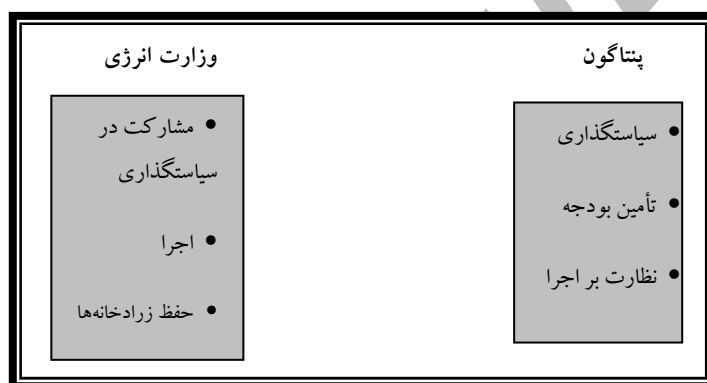 پنتاگون
• سیاستگذاری
• تأمین بودجه
• نظارت بر اجرا
وزارت انرژی
• مشارکت در
سیاستگذاری
• اجرا
• حفظ زرادخانه‌ها